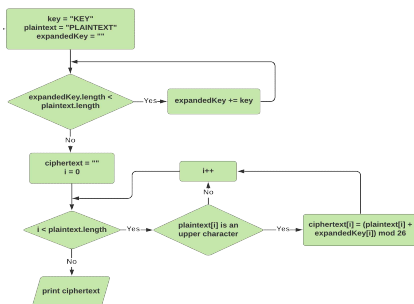 key = "KEY"
plaintext = "PLAINTEXT"
expandedKey = ""
expandedKey.length <
plaintext.length
Yes
expandedKey += key
No
ciphertext = ""
i = 0
i++
No
i < plaintext.length
Yes
plaintext[i] is an
upper character
Yes
ciphertext[i] = (plaintext[i] +
expandedKey[i]) mod 26
No
print ciphertext